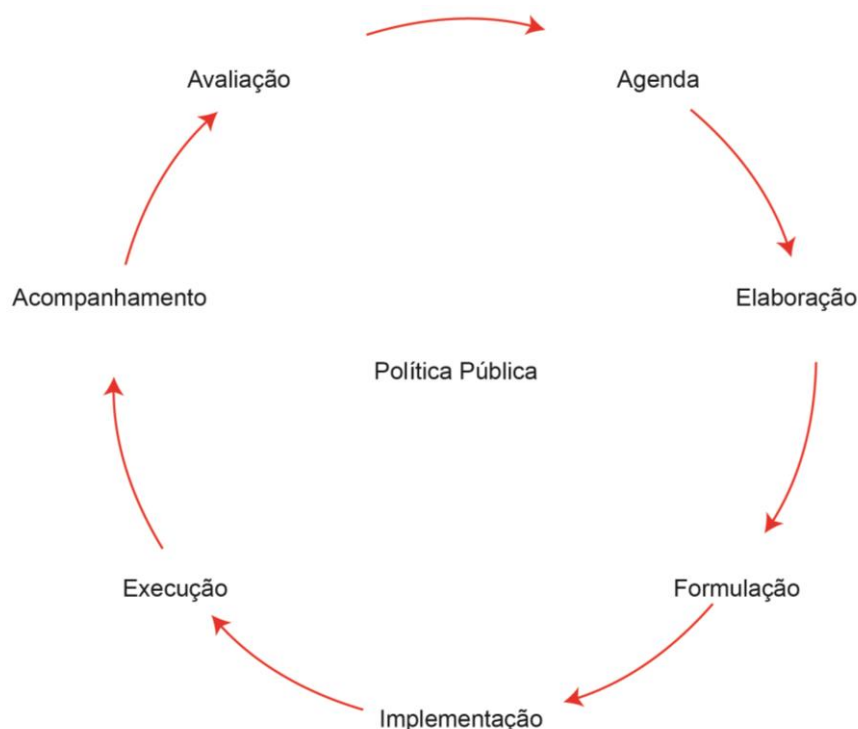 Avaliação
Agenda
Acompanhamento
Elaboração
Política Pública
Execução
Formulação
Implementação